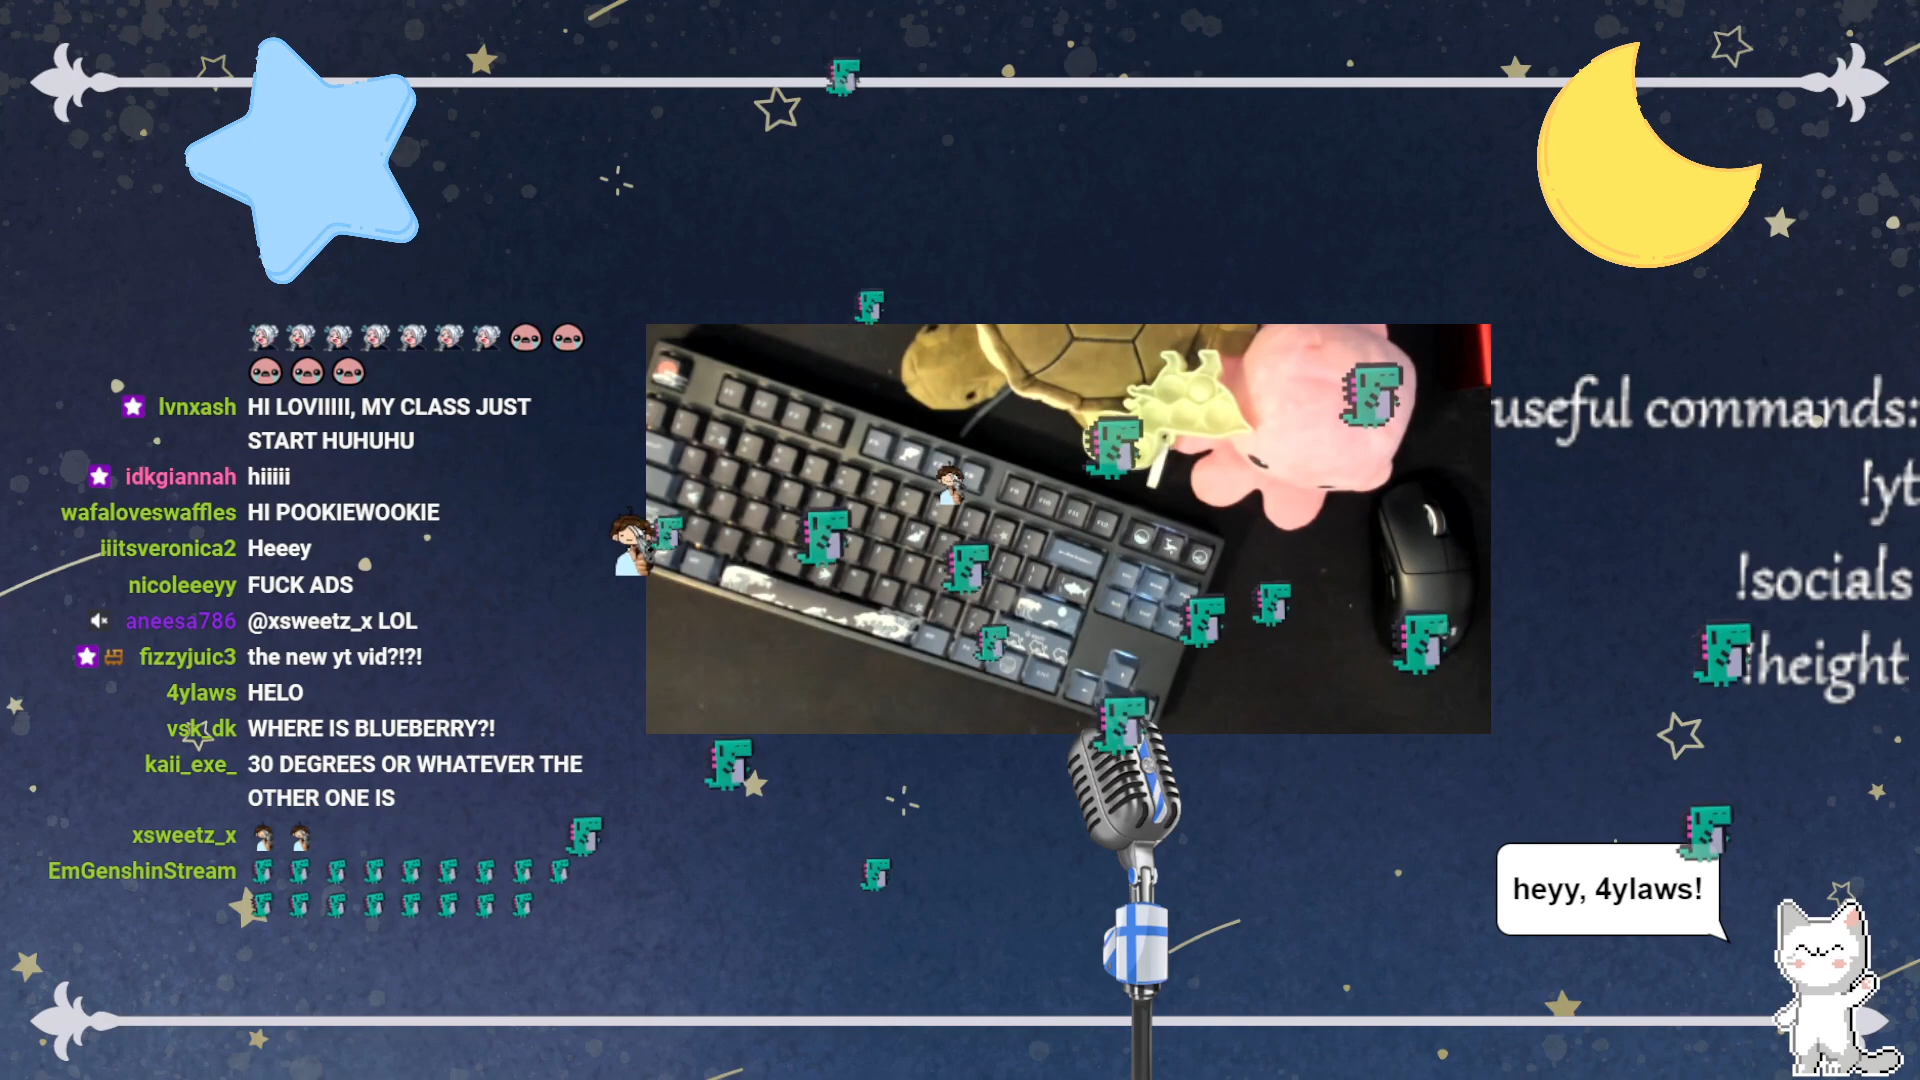 lvnxash HI LOVIIIII, MY CLASS JUST
START HUHUHU
idkgiannah hiiiii
wafaloveswaffles HI POOKIEWOOKIE
iiitsveronica2 Heeey
nicoleeeyy FUCK ADS
aneesa786 @xsweetz_x LOL
fizzyjuic3 the new yt vid?!?!
4ylaws HELO
vsk_dk WHERE IS BLUEBERRY?!
kaii_exe_ 30 DEGREES OR WHATEVER THE
OTHER ONE IS
xsweetz_x
EmGenshinStream
useful commands:
!yt
!socials
!height
heyy, 4ylaws!